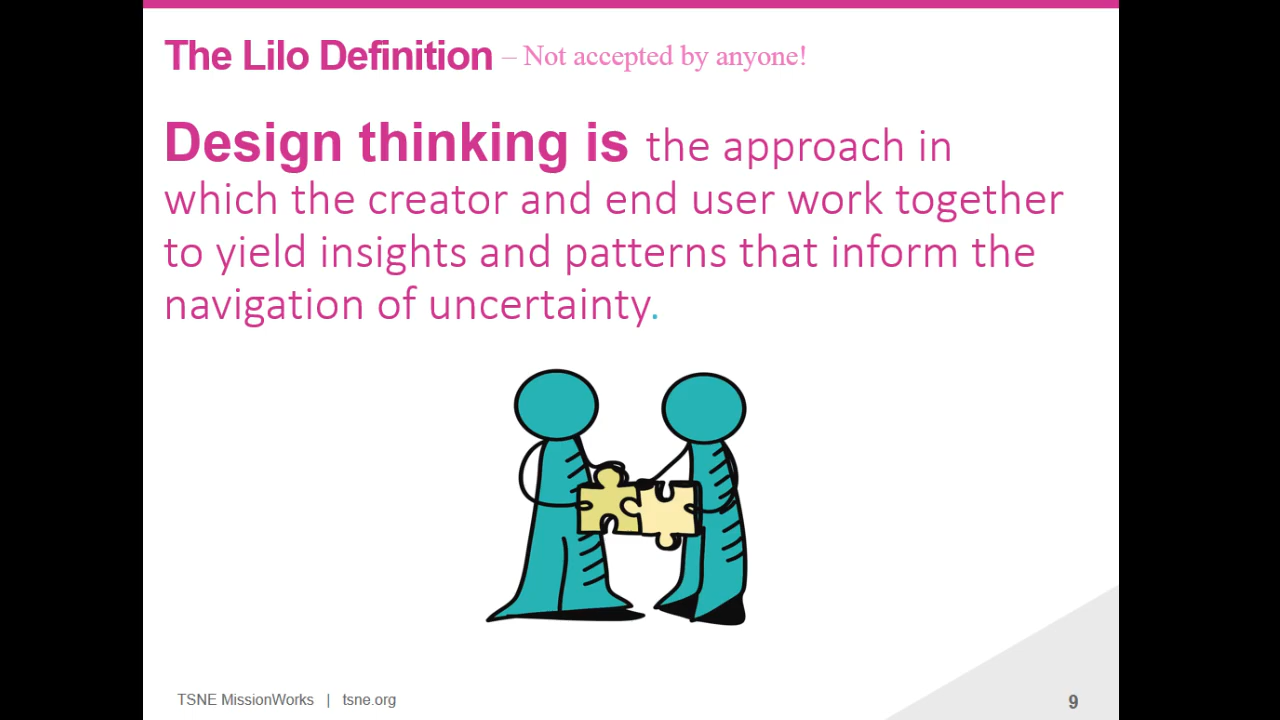 The Lilo Definition – Not accepted by anyone!
Design thinking is the approach in
which the creator and end user work together
to yield insights and patterns that inform the
navigation of uncertainty.
TSNE MissionWorks | tsne.org
9